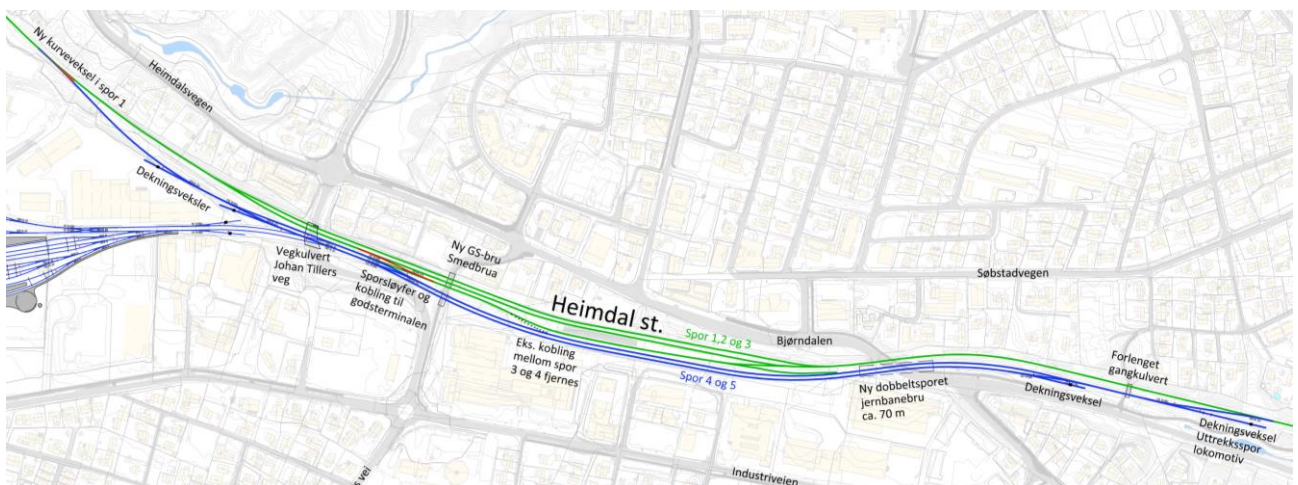 Ny kurveveksel i spor 1
Heimdalsvegen
Dekningsveksler
Vegkulvert
Johan Tillers
veg
Sporsløyfer og
kobling til
godsterminalen
Ny GS-bru
Smedbrua
Heimdal st.
Eks. kobling
mellom spor
3 og 4 fjernes
Spor 1,2 og 3
Spor 4 og 5
Bjørndalen
Søbstadvegen
Ny dobbeltsporet
jernbanebru
ca. 70 m
Dekningsveksel
Forlenget
gangkulvert
Dekningsveksel
Uttrekksspor
lokomotiv
Industriveien
s vei